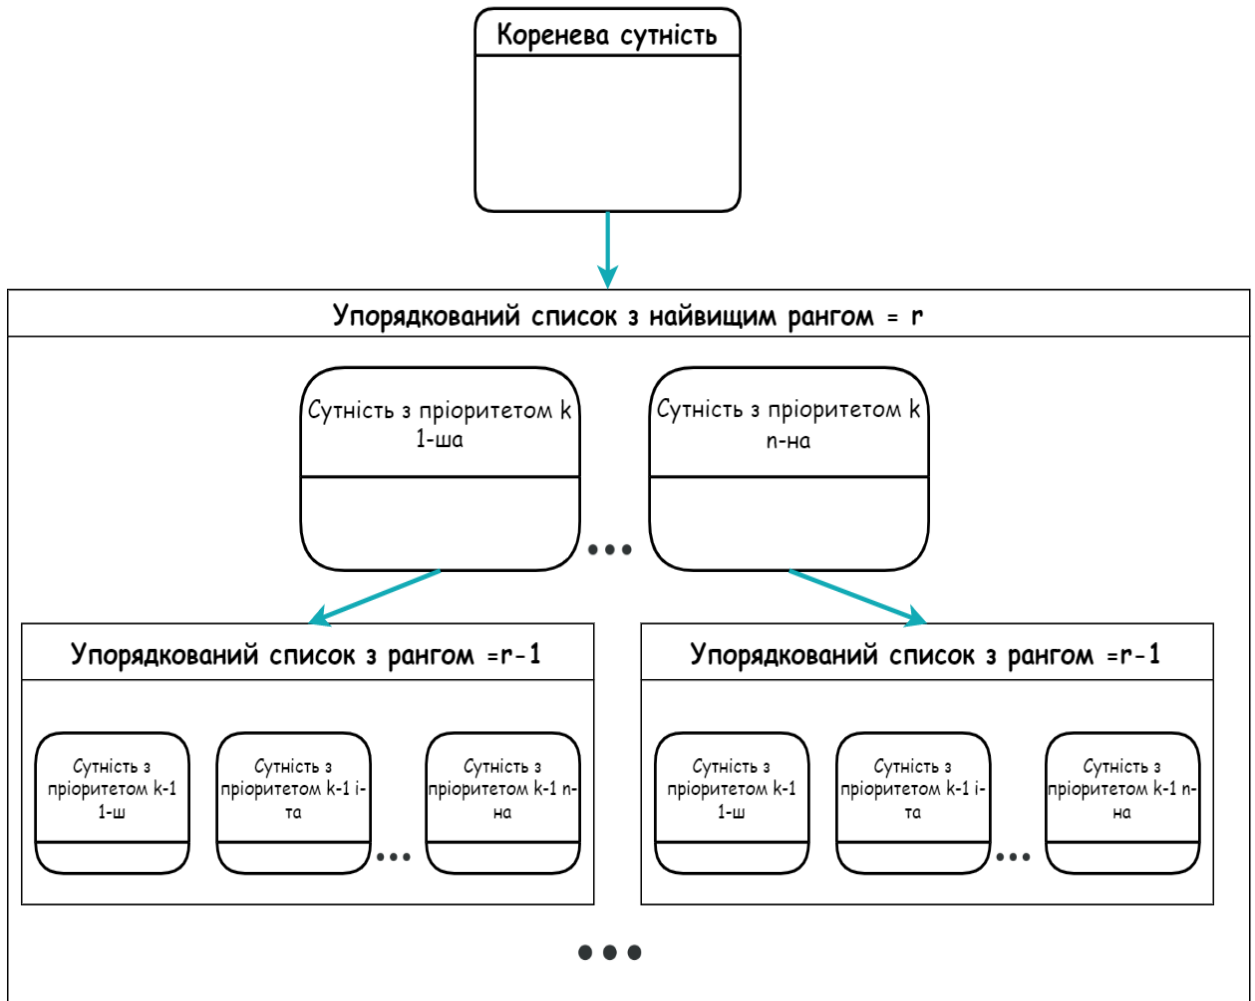 Коренева сутність
Упорядкований список з найвищим рангом = r
Сутність з пріоритетом k
1-ша
Сутність з пріоритетом k
n-на
Упорядкований список з рангом =r-1
Упорядкований список з рангом =r-1
Сутність з
пріоритетом k-1
1-ш
Сутність з
пріоритетом k-1 i-
та
Сутність з
пріоритетом k-1 n-
на
Сутність з
пріоритетом k-1
1-ш
Сутність з
пріоритетом k-1 i-
та
Сутність з
пріоритетом k-1 n-
на